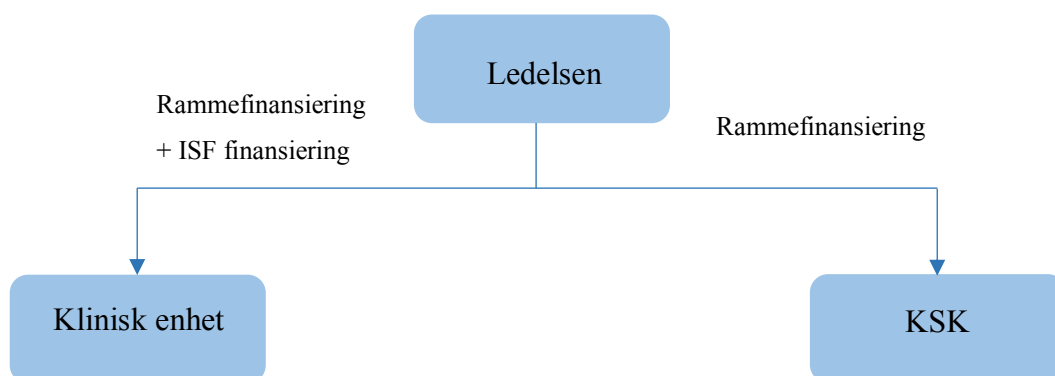 Ledelsen
Rammefinansiering
+ ISF finansiering
Rammefinansiering
Klinisk enhet
KSK